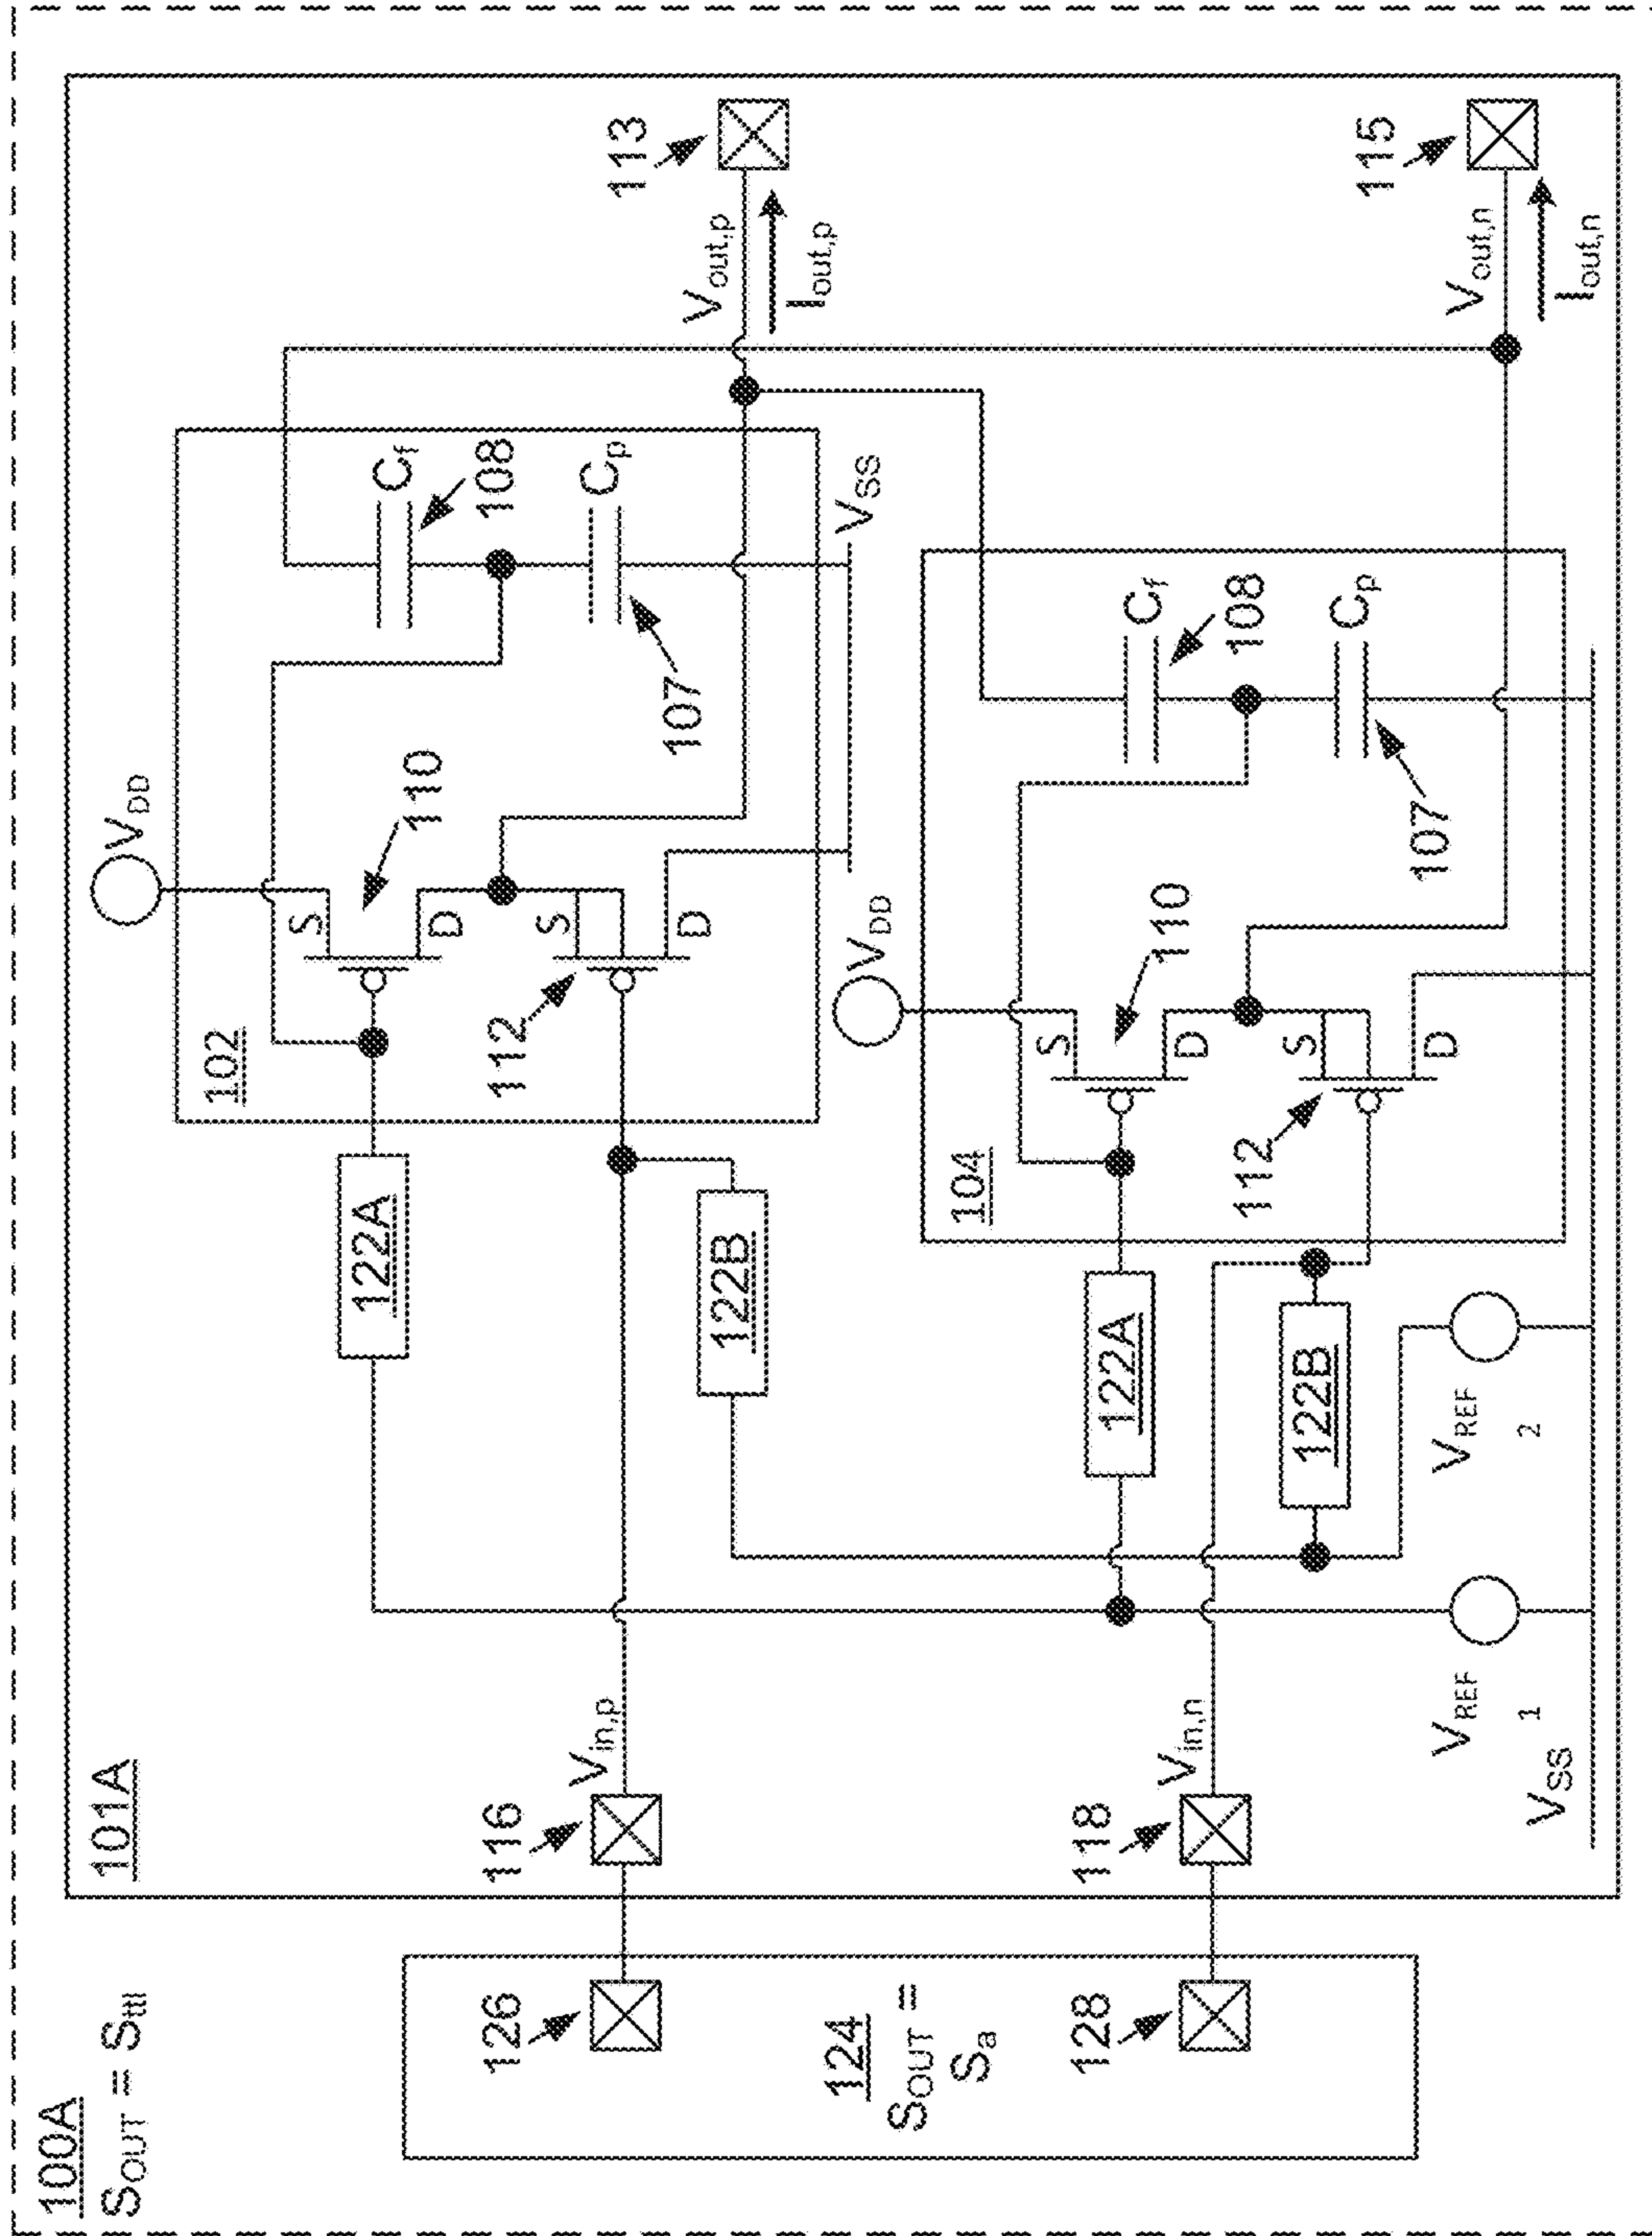 100A
S_OUT = S_ttl
101A
V_DD
102
S
110
D
C_f
108
122A
112
S
D
C_p
107
V_SS
113
V_out,p
I_out,p
126
116
V_in,p
122B
V_DD
124
S_OUT =
S_a
104
S
110
D
C_f
108
122A
112
S
D
C_p
107
128
118
V_in,n
122B
V_REF
1
V_REF
2
V_SS
115
V_out,n
I_out,n